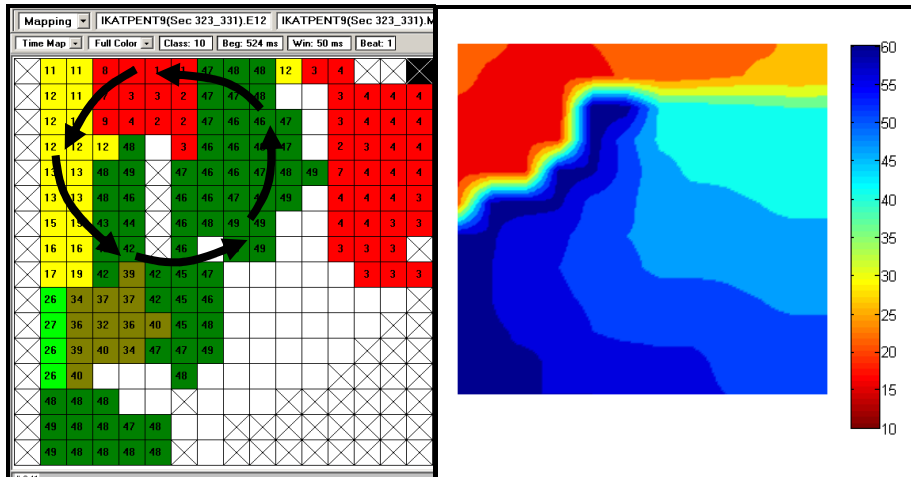 Mapping IKATPENT9(Sec 323_331).E12 IKATPENT9(Sec 323_331).M
Time Map Full Color Class: 10 Beg: 524 ms Win: 50 ms Beat: 1
11 11 8 1 47 48 48 12 3 4
12 11 7 3 3 2 47 47 48 3 4 4 4
12 9 4 2 2 47 46 46 47 3 4 4 4
12 12 12 48 3 46 46 47 2 3 4 4
13 13 48 49 47 46 46 47 48 49 7 4 4 4
13 13 48 46 46 46 47 49 4 4 3
15 19 43 44 46 48 49 49 4 4 3 3
16 16 42 46 49 3 3 3
17 19 42 39 42 45 47 3 3 3
26 34 37 37 42 45 46
27 36 32 36 40 45 48
26 39 40 34 47 47 49
26 40 48
48 48 48
49 48 48 47 48
49 48 48 48 48
60
55
50
45
40
35
30
25
20
15
10